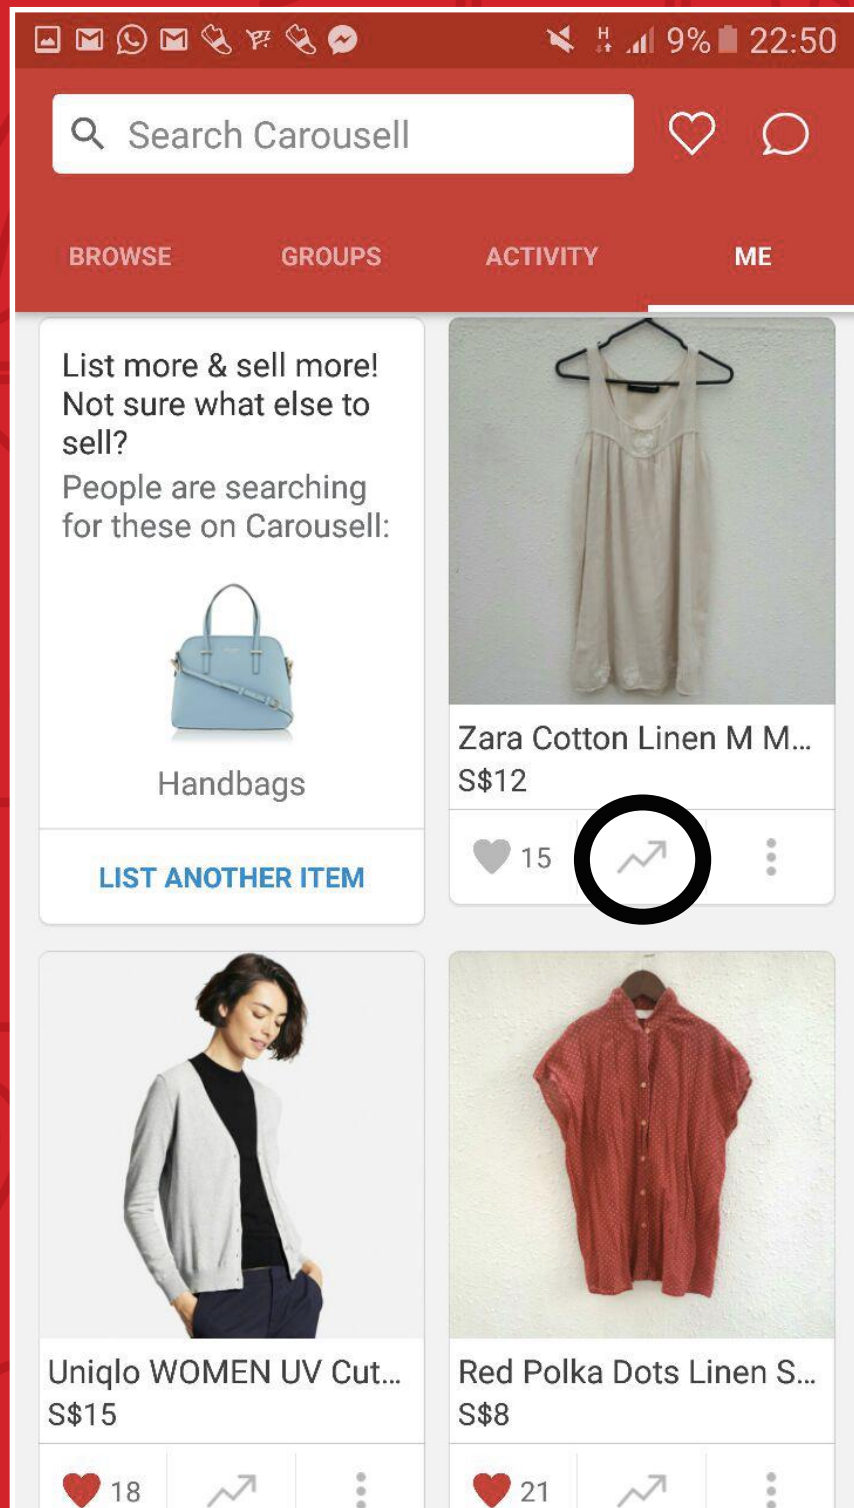 H 9% 22:50
Search Carousell
BROWSE GROUPS ACTIVITY ME
List more & sell more!
Not sure what else to
sell?
People are searching
for these on Carousell:
Handbags
LIST ANOTHER ITEM
Zara Cotton Linen M M...
S$12
15
Uniqlo WOMEN UV Cut...
S$15
18
Red Polka Dots Linen S...
S$8
21